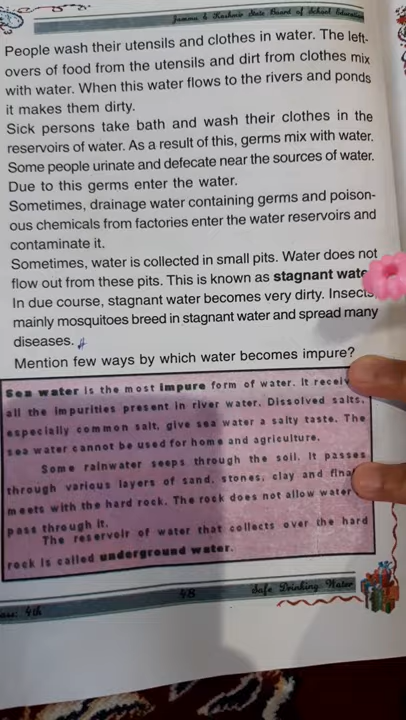 Jammu & Kashmir State Board of School Education
People wash their utensils and clothes in water. The left-
overs of food from the utensils and dirt from clothes mix
with water. When this water flows to the rivers and ponds
it makes them dirty.
Sick persons take bath and wash their clothes in the
reservoirs of water. As a result of this, germs mix with water.
Some people urinate and defecate near the sources of water.
Due to this germs enter the water.
Sometimes, drainage water containing germs and poison-
ous chemicals from factories enter the water reservoirs and
contaminate it.
Sometimes, water is collected in small pits. Water does not
flow out from these pits. This is known as stagnant wate
In due course, stagnant water becomes very dirty. Insects,
mainly mosquitoes breed in stagnant water and spread many
diseases.
Mention few ways by which water becomes impure?
Sea water is the most impure form of water. It receiv
all the impurities present in river water. Dissolved salts,
especially common salt, give sea water a salty taste. The
sea water cannot be used for home and agriculture.
Some rainwater seeps through the soil. It passes
through various layers of sand, stones, clay and final
meets with the hard rock. The rock does not allow water
pass through it.
The reservoir of water that collects over the hard
rock is called underground water.
ass: 4th 48 Safe Drinking Water